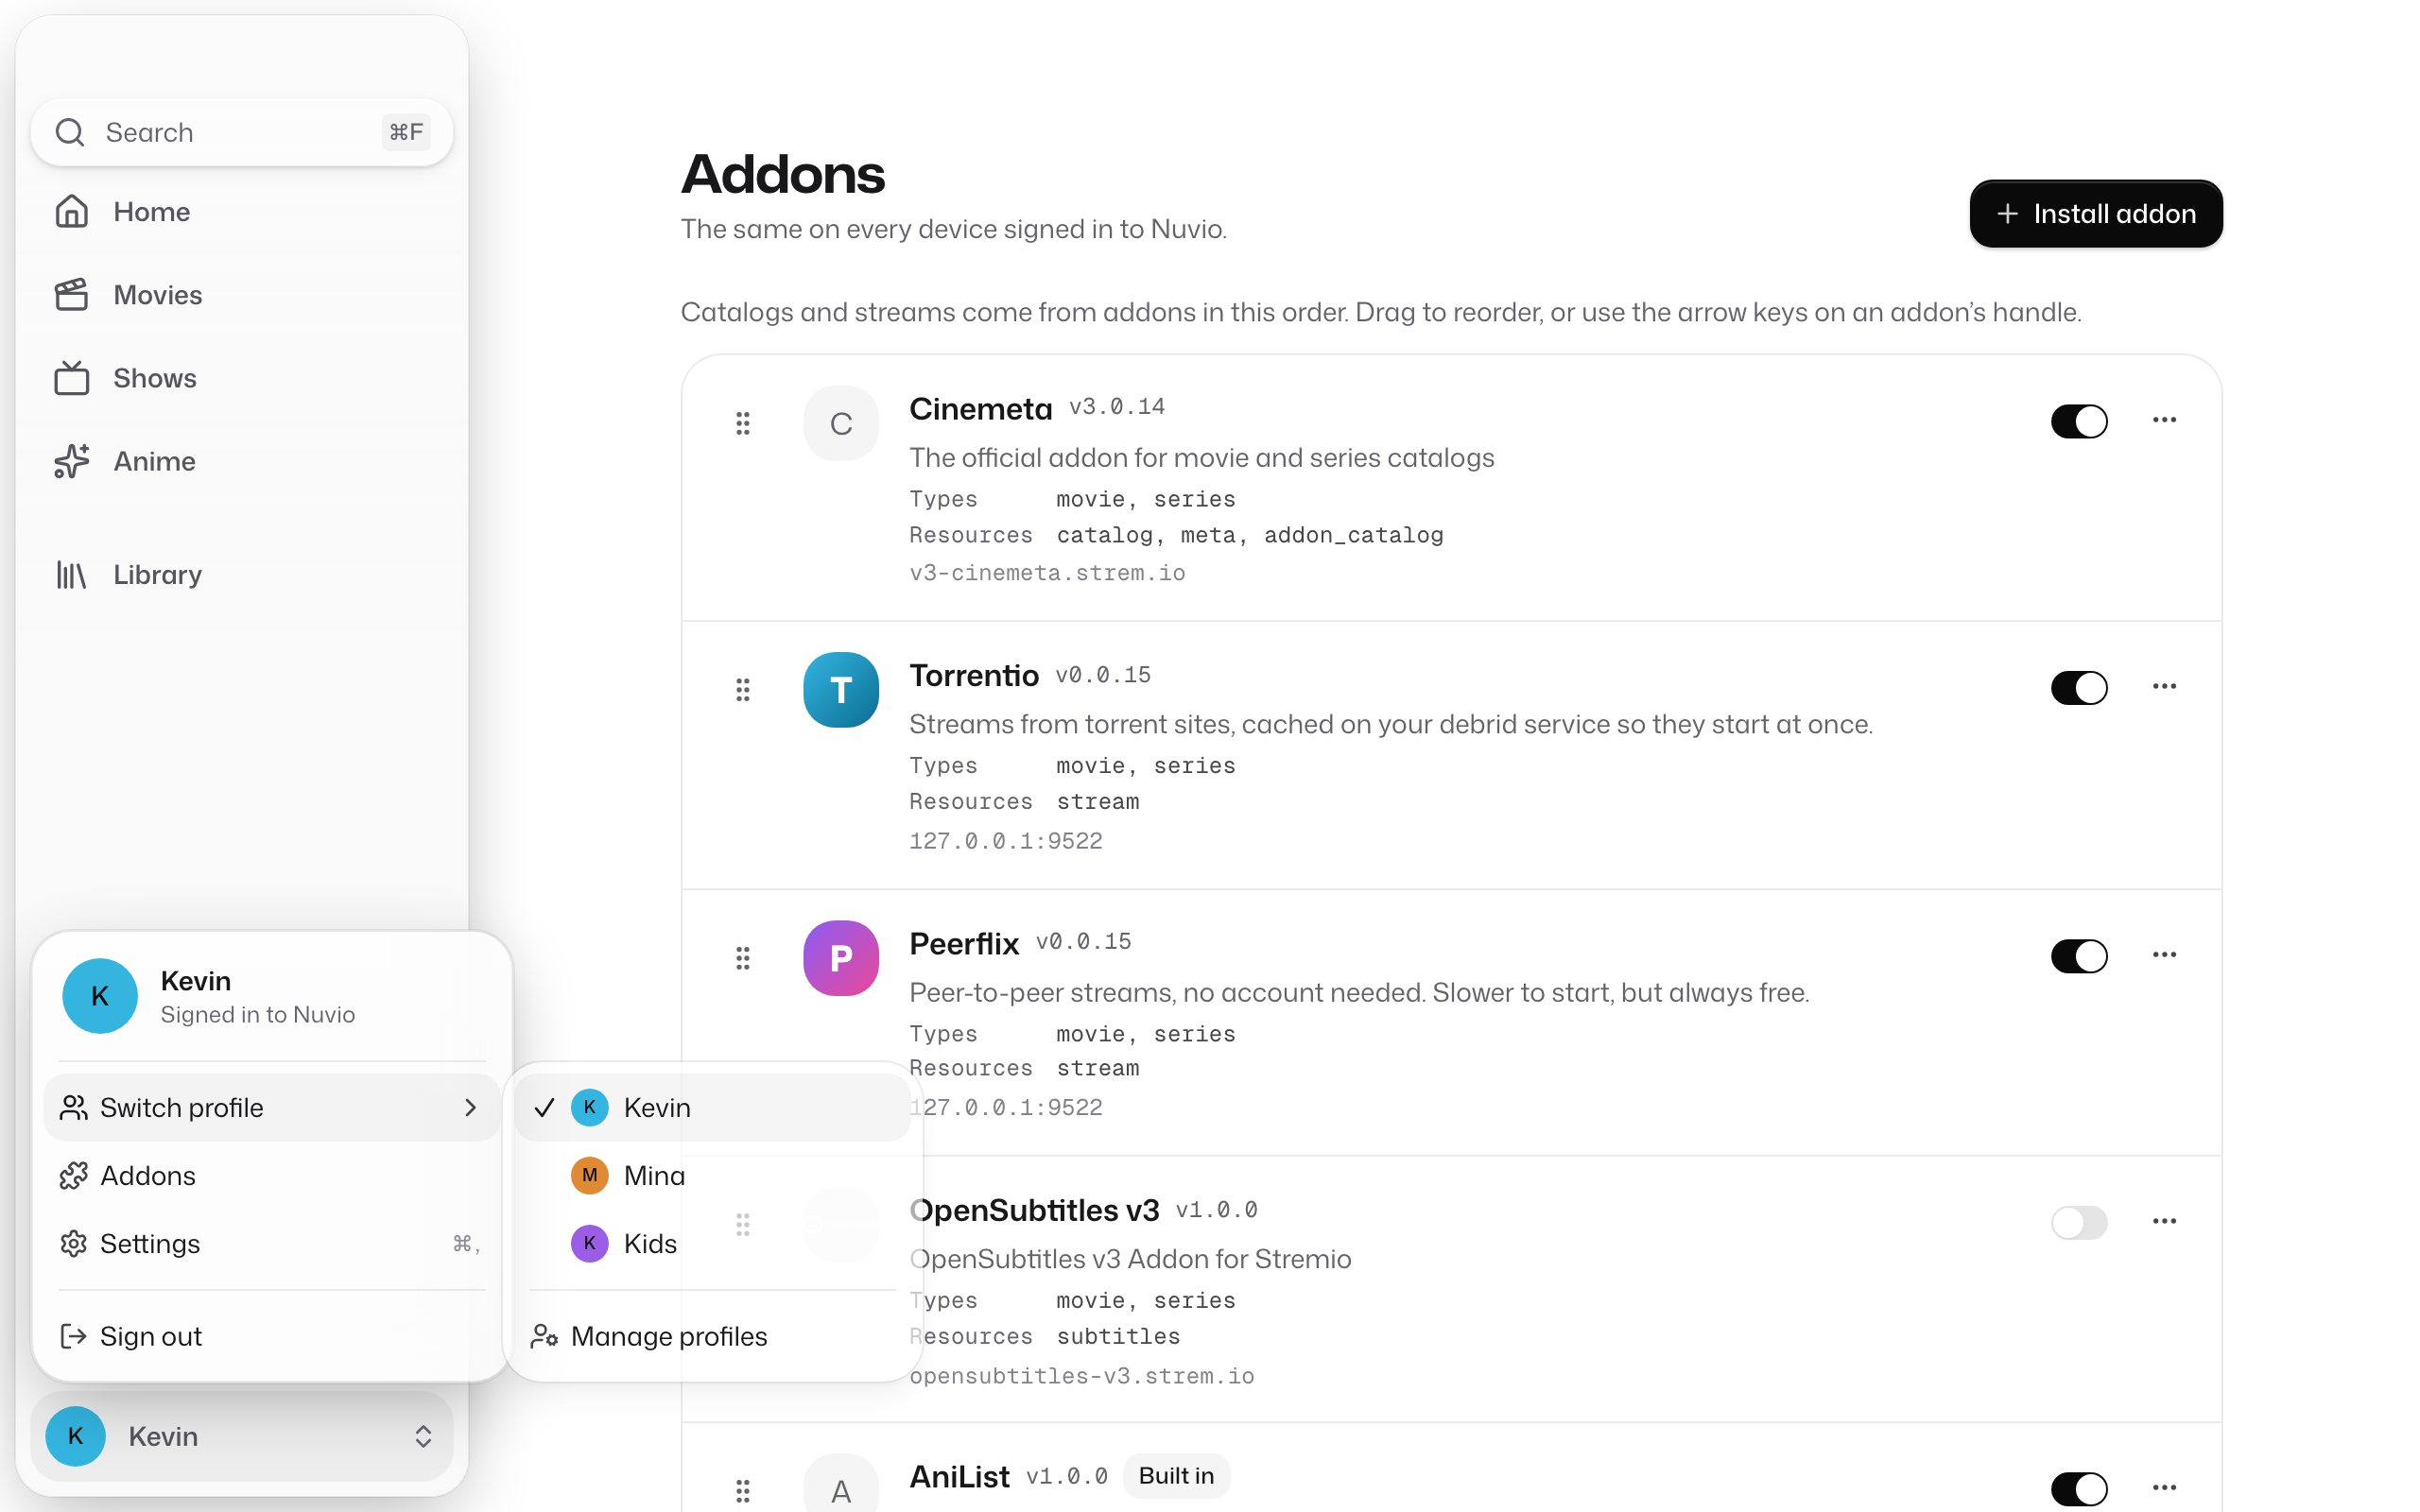 Search ⌘F
Home
Movies
Shows
Anime
Library
K
Kevin
Signed in to Nuvio
Switch profile
Addons
Settings ⌘,
Sign out
K Kevin
K Kevin
M Mina
K Kids
Manage profiles
Addons
The same on every device signed in to Nuvio.
+ Install addon
Catalogs and streams come from addons in this order. Drag to reorder, or use the arrow keys on an addon’s handle.
C
Cinemeta v3.0.14
The official addon for movie and series catalogs
Types movie, series
Resources catalog, meta, addon_catalog
v3-cinemeta.strem.io
T
Torrentio v0.0.15
Streams from torrent sites, cached on your debrid service so they start at once.
Types movie, series
Resources stream
127.0.0.1:9522
P
Peerflix v0.0.15
Peer-to-peer streams, no account needed. Slower to start, but always free.
Types movie, series
Resources stream
127.0.0.1:9522
OpenSubtitles v3 v1.0.0
OpenSubtitles v3 Addon for Stremio
Types movie, series
Resources subtitles
opensubtitles-v3.strem.io
A
AniList v1.0.0 Built in